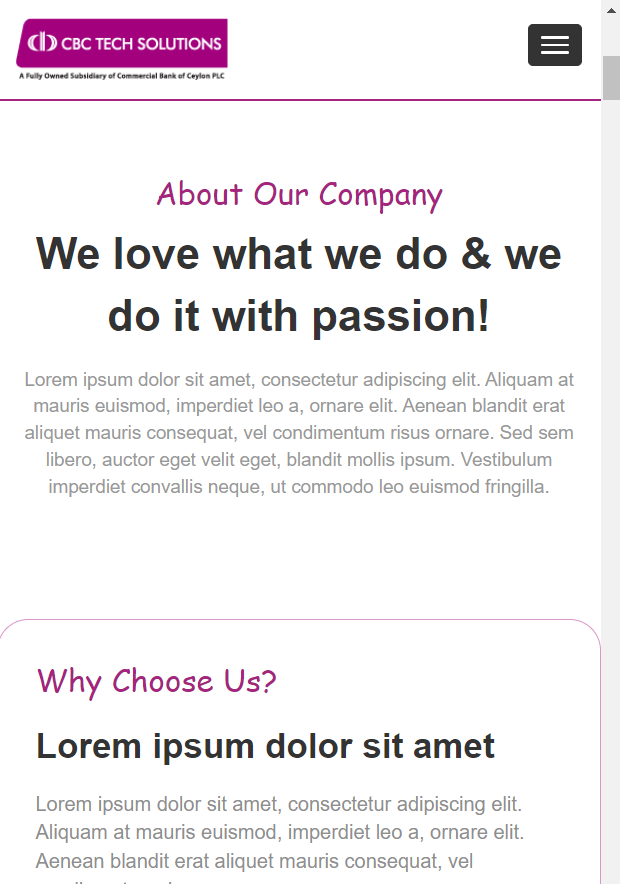 CBC TECH SOLUTIONS
A Fully Owned Subsidiary of Commercial Bank of Ceylon PLC
About Our Company
We love what we do & we
do it with passion!
Lorem ipsum dolor sit amet, consectetur adipiscing elit. Aliquam at
mauris euismod, imperdiet leo a, ornare elit. Aenean blandit erat
aliquet mauris consequat, vel condimentum risus ornare. Sed sem
libero, auctor eget velit eget, blandit mollis ipsum. Vestibulum
imperdiet convallis neque, ut commodo leo euismod fringilla.
Why Choose Us?
Lorem ipsum dolor sit amet
Lorem ipsum dolor sit amet, consectetur adipiscing elit.
Aliquam at mauris euismod, imperdiet leo a, ornare elit.
Aenean blandit erat aliquet mauris consequat, vel